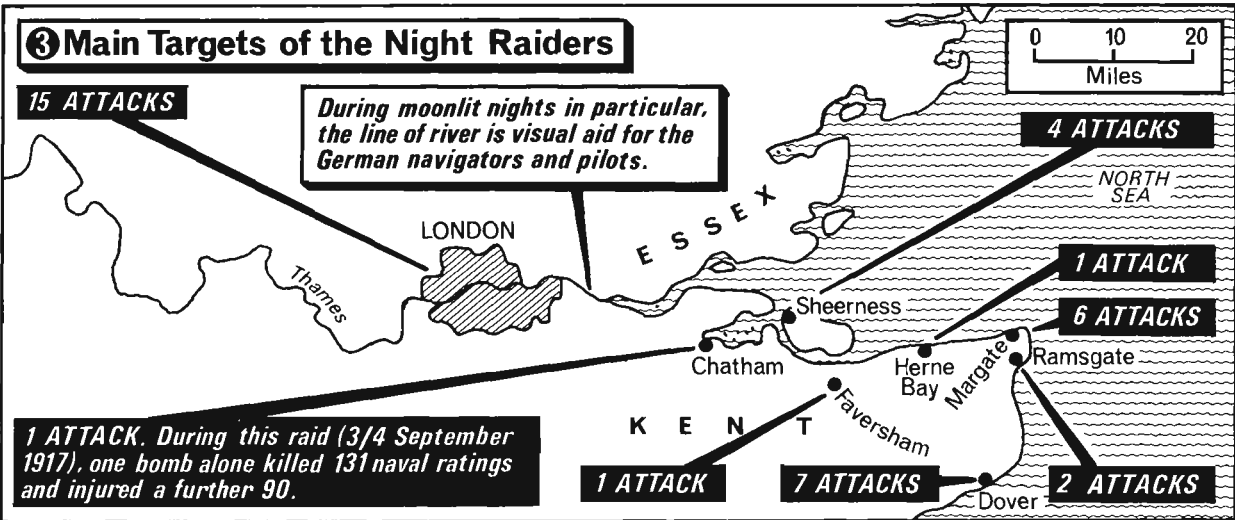 ❸ Main Targets of the Night Raiders
0 10 20
Miles
15 ATTACKS
During moonlit nights in particular,
the line of river is visual aid for the
German navigators and pilots.
4 ATTACKS
NORTH
SEA
ESSEX
LONDON
Thames
1 ATTACK
Sheerness
6 ATTACKS
Chatham
Herne
Bay
Margate
Ramsgate
Faversham
KENT
1 ATTACK. During this raid (3/4 September
1917), one bomb alone killed 131 naval ratings
and injured a further 90.
1 ATTACK
7 ATTACKS
Dover
2 ATTACKS